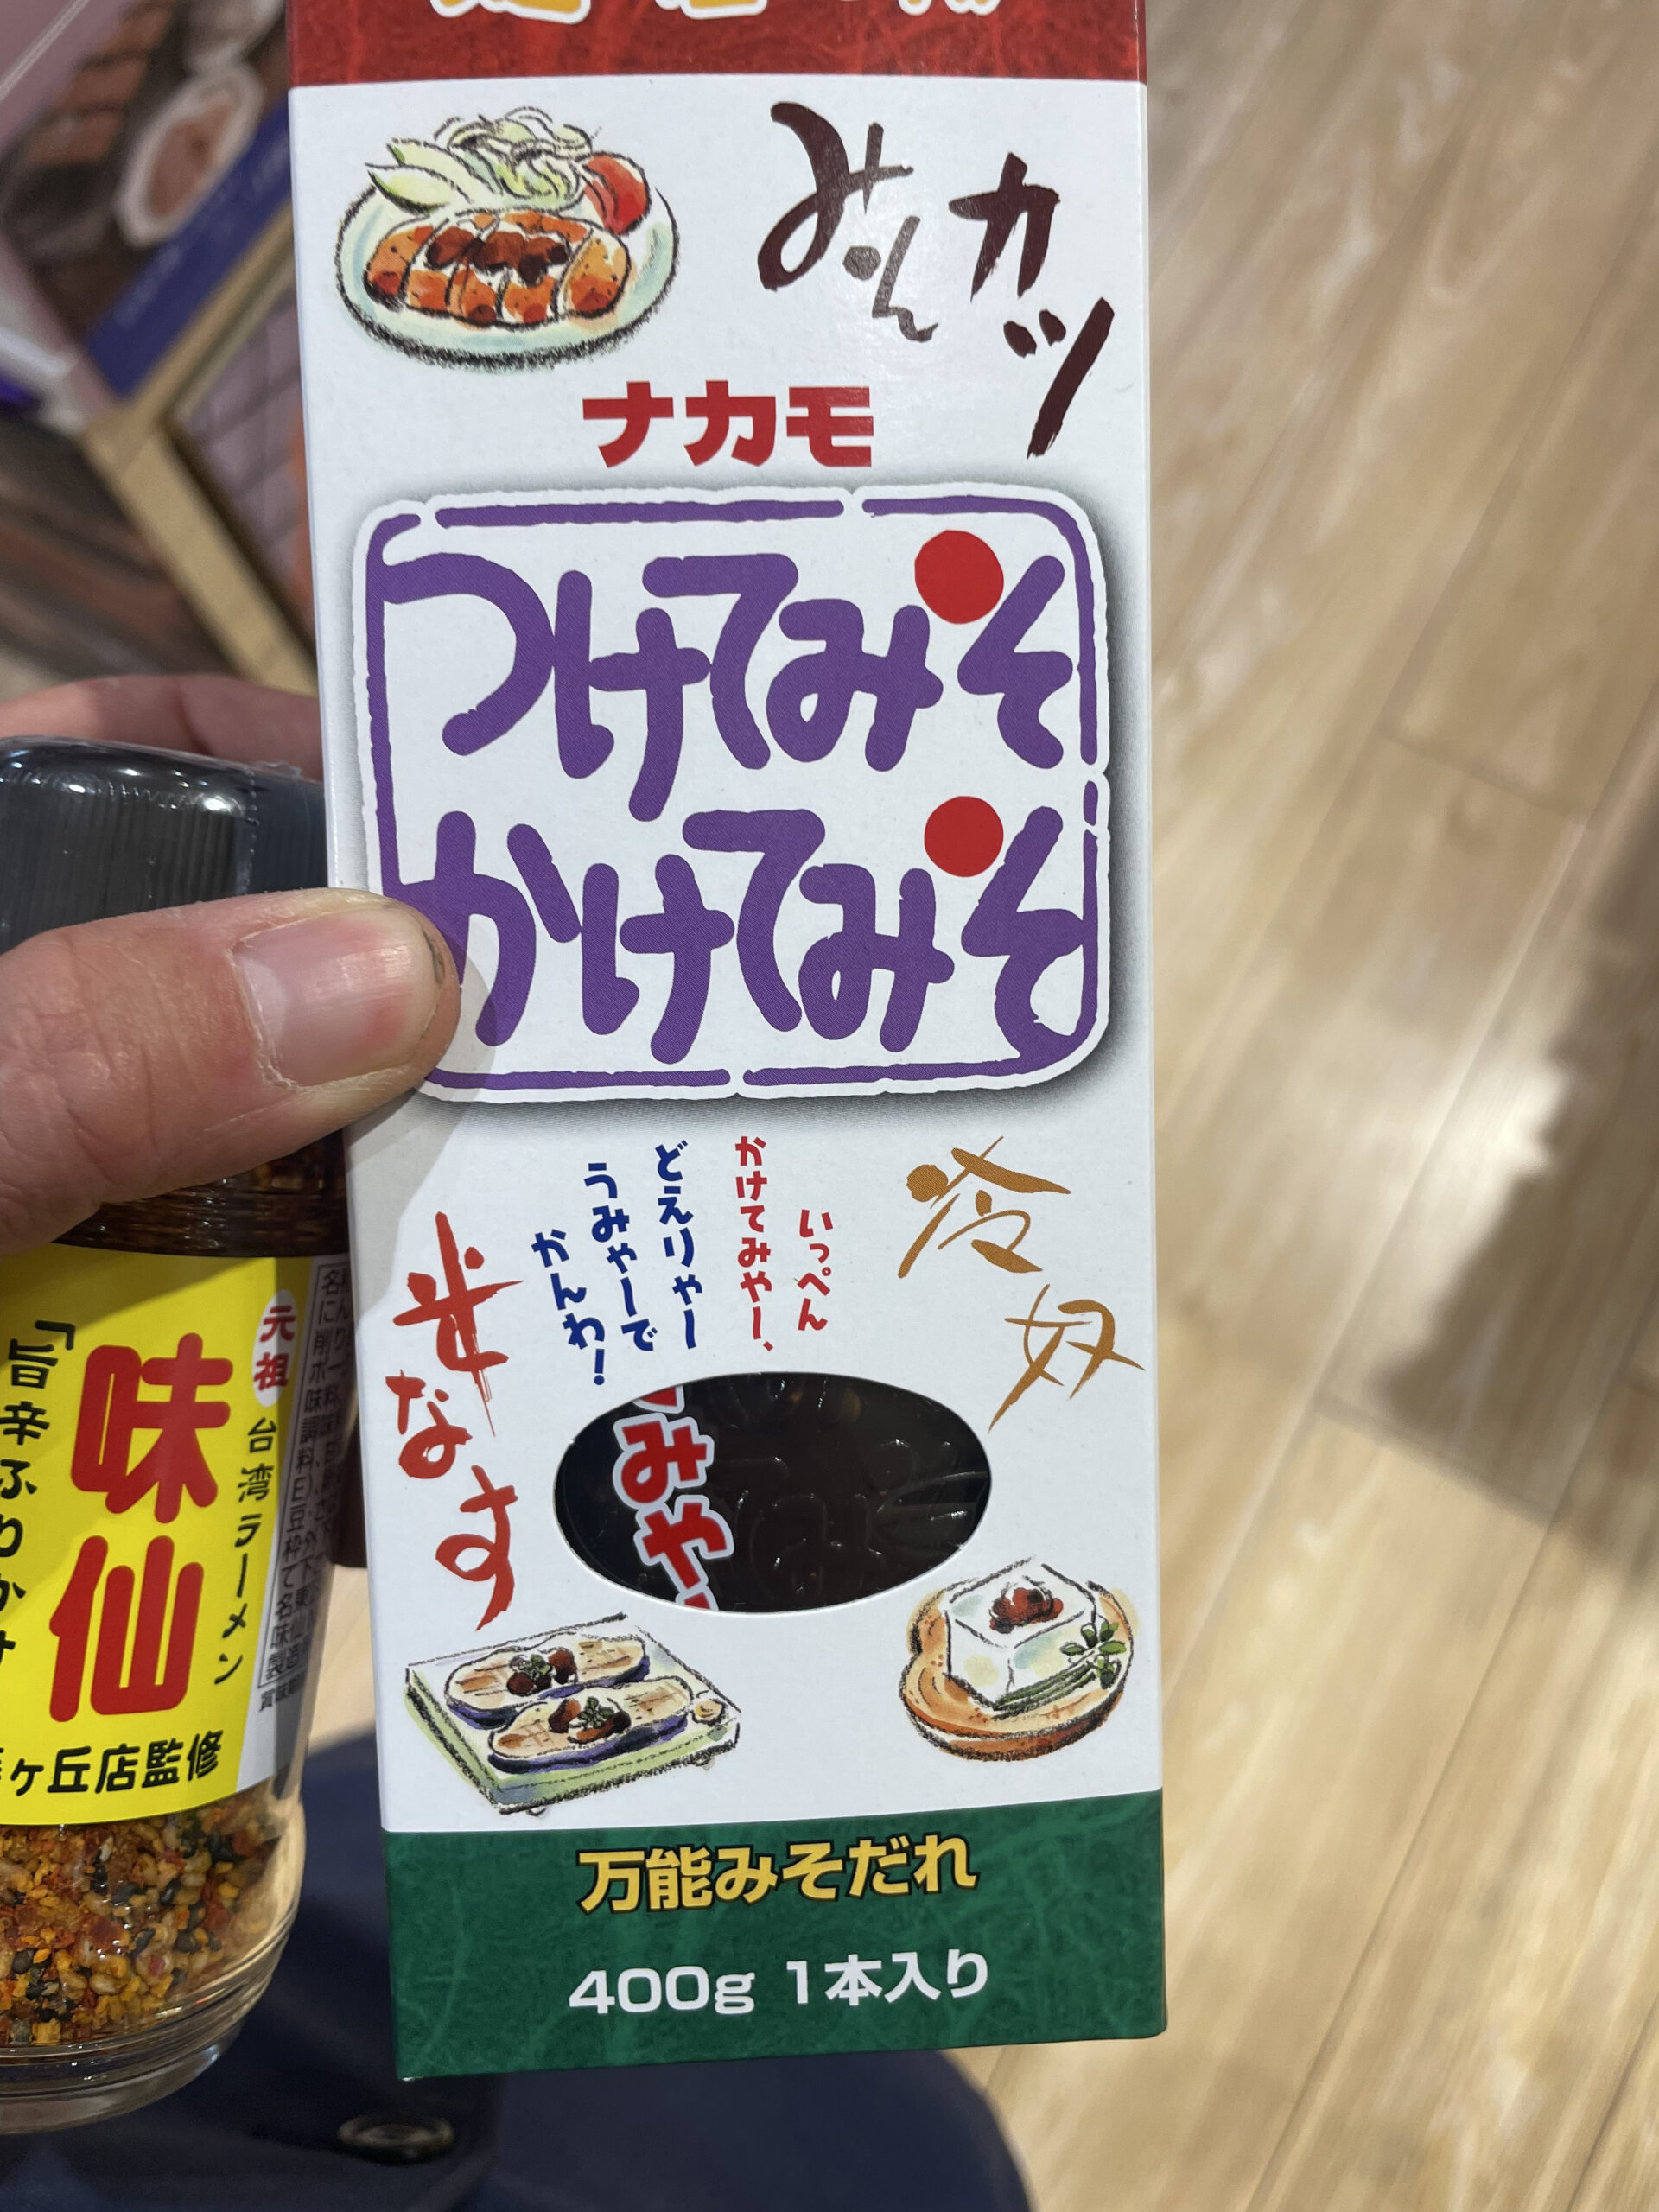 みそカツ
ナカモ
つけてみそ
かけてみそ
いっぺん
かけてみやー、
どえりゃー
うみゃーで
かんわ！
冷奴
米なす
みやー
万能みそだれ
400g 1本入り
元祖
台湾ラーメン
味仙
「旨辛ふりかけ
ヶ丘店監修